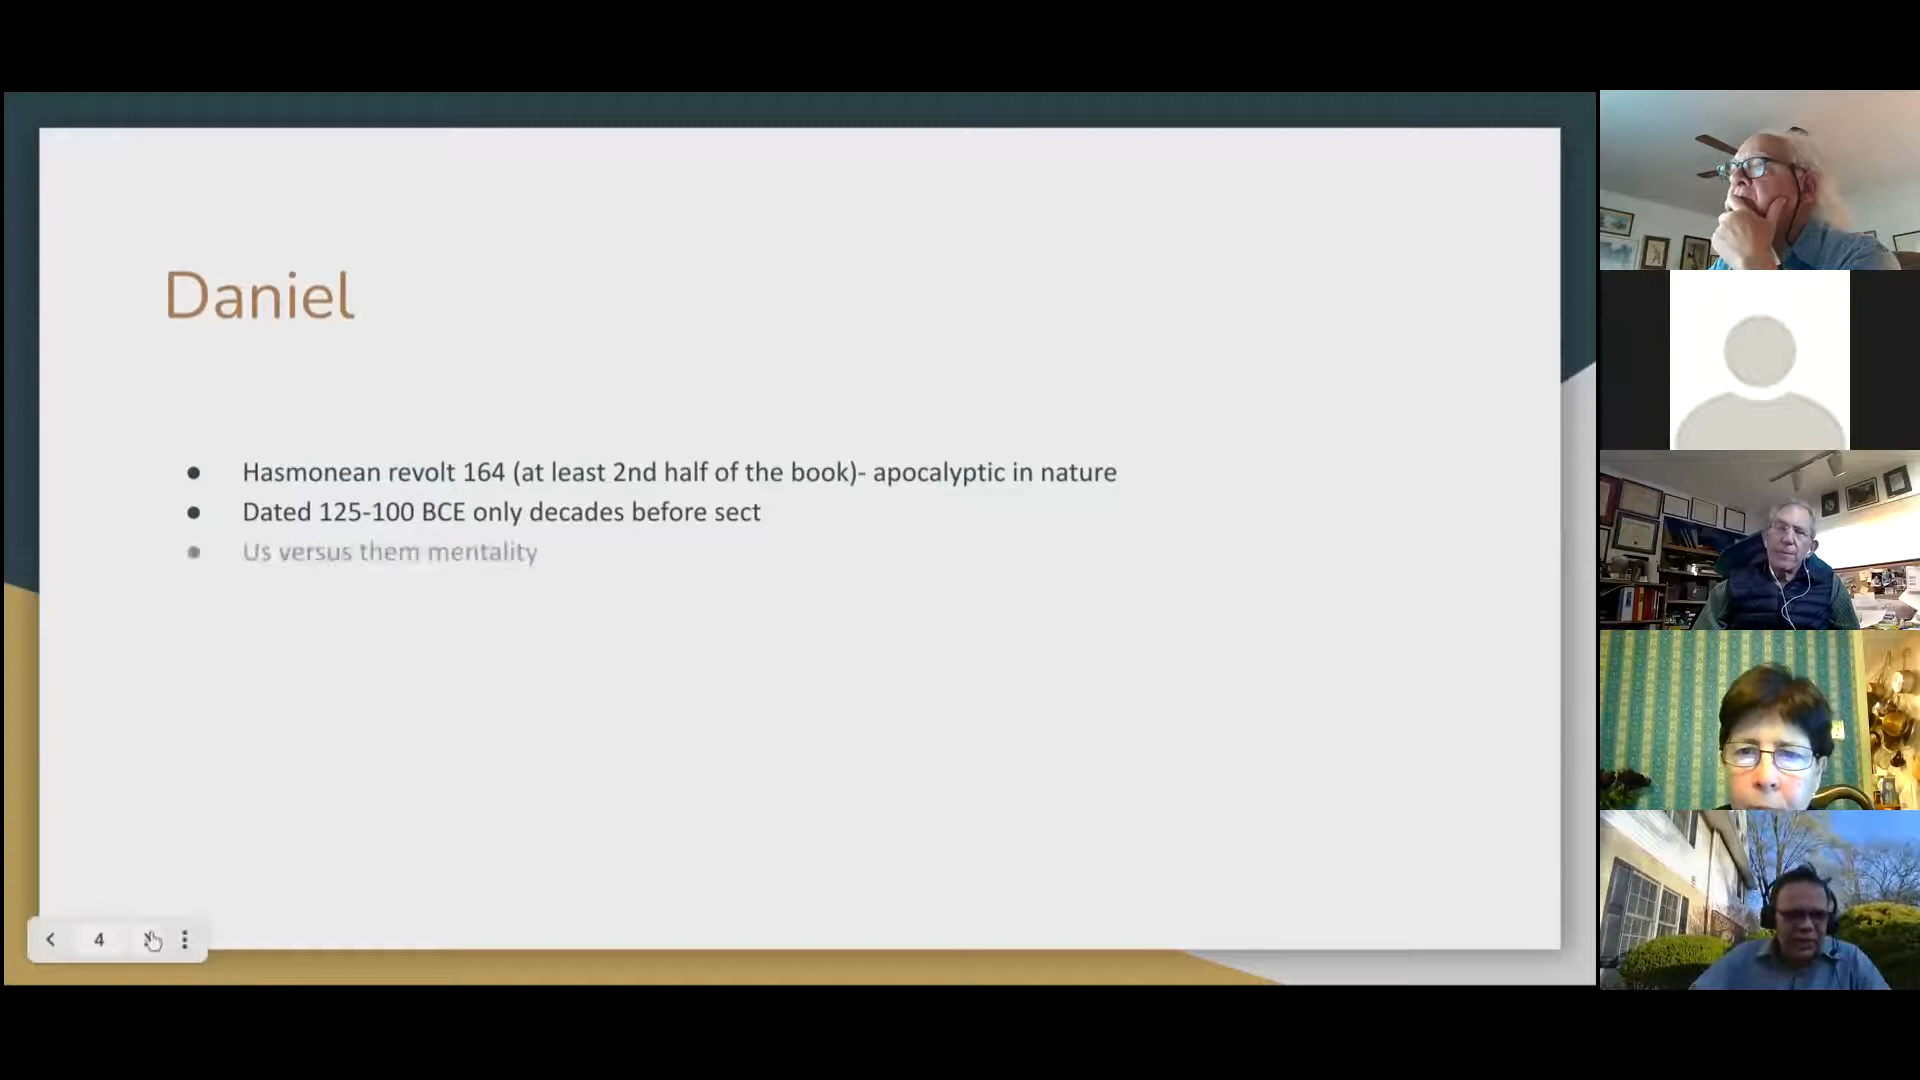 Daniel
● Hasmonean revolt 164 (at least 2nd half of the book)- apocalyptic in nature
● Dated 125-100 BCE only decades before sect
● Us versus them mentality
4